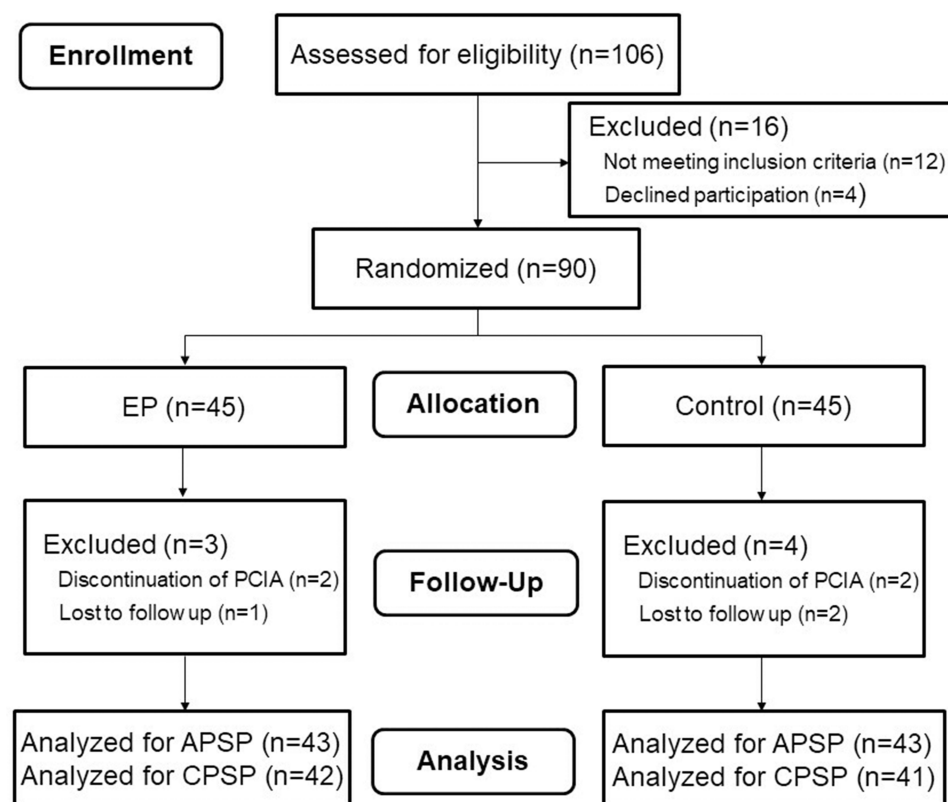 Enrollment
Assessed for eligibility (n=106)
Excluded (n=16)
Not meeting inclusion criteria (n=12)
Declined participation (n=4)
Randomized (n=90)
EP (n=45)
Allocation
Control (n=45)
Excluded (n=3)
Discontinuation of PCIA (n=2)
Lost to follow up (n=1)
Follow-Up
Excluded (n=4)
Discontinuation of PCIA (n=2)
Lost to follow up (n=2)
Analyzed for APSP (n=43)
Analyzed for CPSP (n=42)
Analysis
Analyzed for APSP (n=43)
Analyzed for CPSP (n=41)